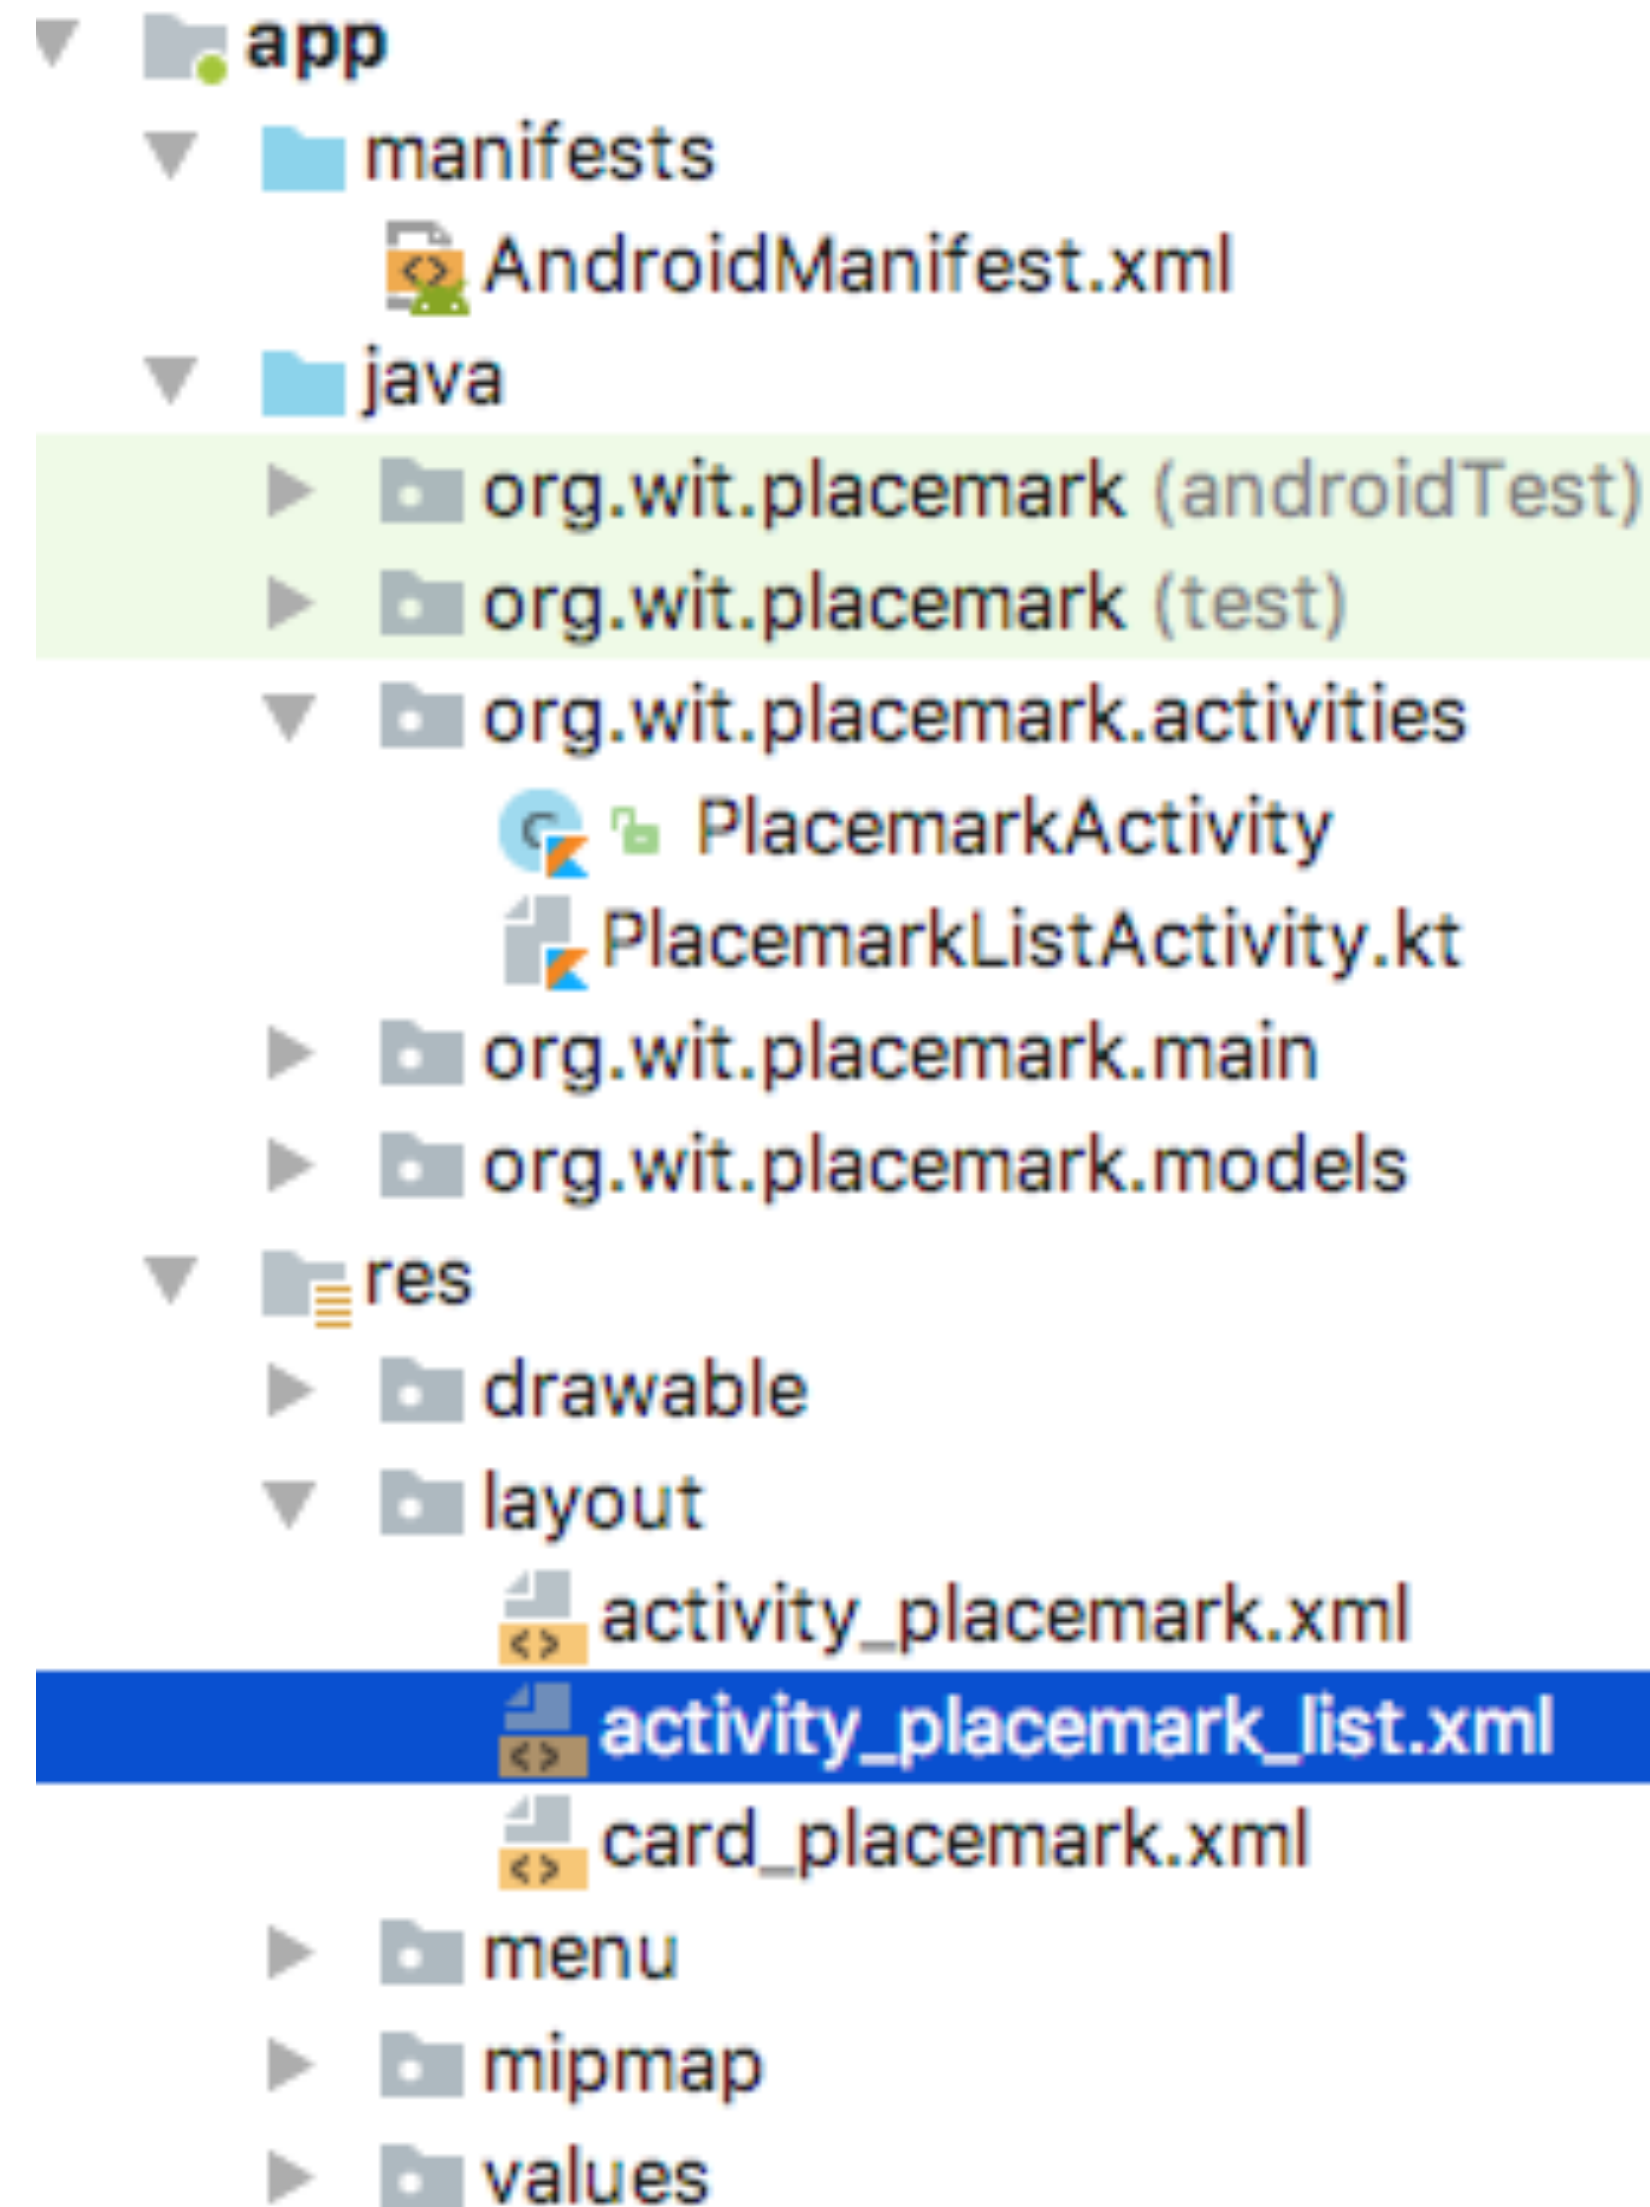 app
manifests
AndroidManifest.xml
java
org.wit.placemark (androidTest)
org.wit.placemark (test)
org.wit.placemark.activities
PlacemarkActivity
PlacemarkListActivity.kt
org.wit.placemark.main
org.wit.placemark.models
res
drawable
layout
activity_placemark.xml
activity_placemark_list.xml
card_placemark.xml
menu
mipmap
values